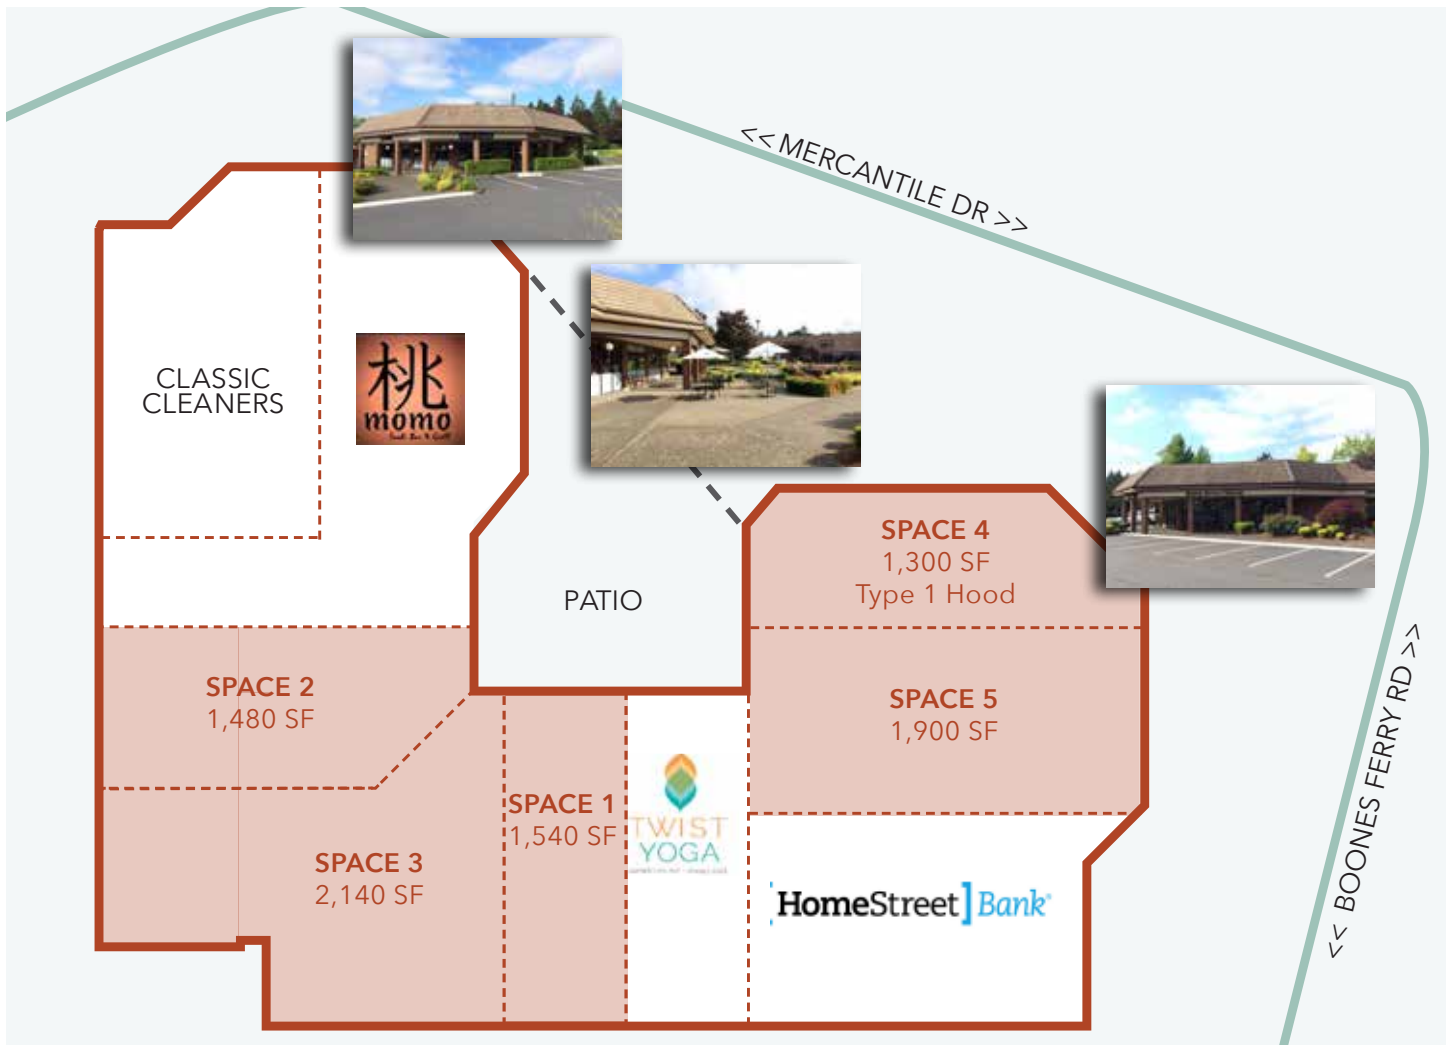 << MERCANTILE DR >>
CLASSIC
CLEANERS
桃
momo
PATIO
SPACE 4
1,300 SF
Type 1 Hood
SPACE 2
1,480 SF
SPACE 5
1,900 SF
SPACE 1
1,540 SF
TWIST
YOGA
SPACE 3
2,140 SF
[HomeStreet] Bank®
<< BOONES FERRY RD >>